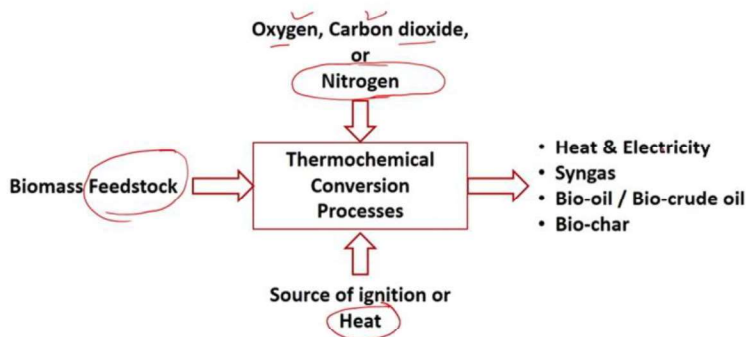 Oxygen, Carbon dioxide,
or
Nitrogen
Biomass Feedstock
Thermochemical
Conversion
Processes
• Heat & Electricity
• Syngas
• Bio-oil / Bio-crude oil
• Bio-char
Source of ignition or
Heat